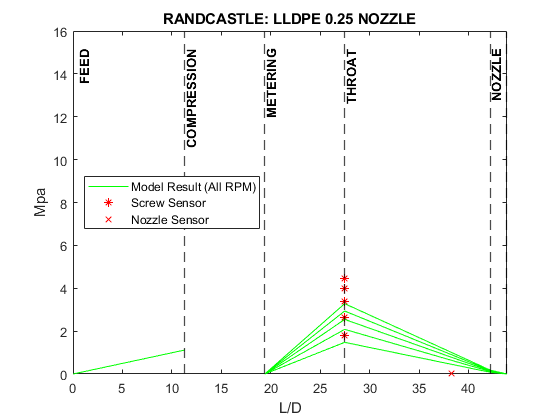 RANDCASTLE: LLDPE 0.25 NOZZLE
16
14
12
10
8
6
4
2
0
Mpa
FEED
COMPRESSION
METERING
THROAT
NOZZLE
Model Result (All RPM)
Screw Sensor
Nozzle Sensor
0
5
10
15
20
25
30
35
40
L/D